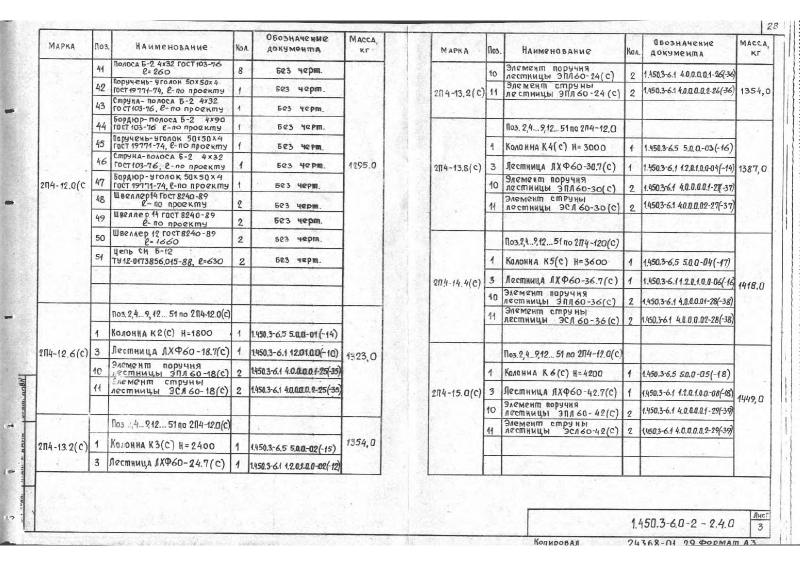 28
Марка Поз. Наименование Кол. Обозначение документа Масса, кг
2П4-12.0(С) 1295.0
41 Полоса Б-2 4х32 ГОСТ 103-76 8 Без черт.
ℓ=260
42 Поручень-уголок 50х50х4 1 Без черт.
ГОСТ 19771-74, ℓ-по проекту
43 Струна-полоса Б-2 4х32 1 Без черт.
ГОСТ 103-76 ℓ-по проекту
44 Бордюр-полоса Б-2 4х90 1 Без черт.
ГОСТ 103-76 ℓ-по проекту
45 Поручень-уголок 50х50х4 1 Без черт.
ГОСТ 19771-74, ℓ-по проекту
46 Струна-полоса Б-2 4х32 1 Без черт.
ГОСТ 103-76, ℓ-по проекту
47 Бордюр-уголок 50х50х4 1 Без черт.
ГОСТ 19771-74, ℓ-по проекту
48 Швеллер 14 ГОСТ 8240-89 2 Без черт.
ℓ-по проекту
49 Швеллер 14 ГОСТ 8240-89 2 Без черт.
ℓ-по проекту
50 Швеллер 12 ГОСТ 8240-89 2 Без черт.
ℓ=1660
51 Цепь СН Б-12 2 Без черт.
ТУ12-0173856.015-88, ℓ=630
2П4-12.6(С) 1323,0
Поз.2,4...9,12...51 по 2П4-12.0(С)
1 Колонна К2(С) Н=1800 1 1.450.3-6.5 5.0.0-01(-14)
3 Лестница ЛХФ60-18.7(С) 1 1.450.3-6.1 1.2.0.1.0.0(-10)
10 Элемент поручня
лестницы ЭПЛ60-18(С) 2 1.450.3-6.1 4.0.0.0.0.1-25(-35)
11 Элемент струны
лестницы ЭСЛ60-18(С) 2 1.450.3-6.1 4.0.0.0.0.2-25(-35)
2П4-13.2(С) 1354,0
Поз.2,4...9,12...51 по 2П4-12.0(С)
1 Колонна К3(С) Н=2400 1 1.450.3-6.5 5.0.0-02(-15)
3 Лестница ЛХФ60-24.7(С) 1 1.450.3-6.1 1.2.0.1.0.0-02(-12)
Марка Поз. Наименование Кол. Обозначение документа Масса, кг
2П4-13,2(С) 1354,0
10 Элемент поручня
лестницы ЭПЛ60-24(С) 2 1.450.3-6.1 4.0.0.0.0.1-26(-36)
11 Элемент струны
лестницы ЭПЛ60-24(С) 2 1.450.3-6.1 4.0.0.0.0.2-26(-36)
2П4-13.8(С) 1387,0
Поз.2,4...9,12...51 по 2П4-12.0
1 Колонна К4(С) Н=3000 1 1.450.3-6.5 5.0.0-03(-16)
3 Лестница ЛХФ60-30.7(С) 1 1.450.3-6.1 1.2.0.1.0.0-04(-14)
10 Элемент поручня
лестницы ЭПЛ60-30(С) 2 1.450.3-6.1 4.0.0.0.0.1-27(-37)
11 Элемент струны
лестницы ЭСЛ60-30(С) 2 1.450.3-6.1 4.0.0.0.0.2-27(-37)
2П4-14.4(С) 1418.0
Поз.2,4...9,12...51 по 2П4-12.0(С)
1 Колонна К5(С) Н=3600 1 1.450.3-6.5 5.0.0-04(-17)
3 Лестница ЛХФ60-36.7(С) 1 1.450.3-6.1 1.2.0.1.0.0-06(-16)
10 Элемент поручня
лестницы ЭПЛ60-36(С) 2 1.450.3-6.1 4.0.0.0.0.1-28(-38)
11 Элемент струны
лестницы ЭСЛ60-36(С) 2 1.450.3-6.1 4.0.0.0.0.2-28(-38)
2П4-15.0(С) 1449,0
Поз.2,4...9,12...51 по 2П4-12.0(С)
1 Колонна К6(С) Н=4200 1 1.450.3-6.5 5.0.0-05(-18)
3 Лестница ЛХФ60-42.7(С) 1 1.450.3-6.1 1.2.0.1.0.0-08(-18)
10 Элемент поручня
лестницы ЭПЛ60-42(С) 2 1.450.3-6.1 4.0.0.0.0.1-29(-39)
11 Элемент струны
лестницы ЭСЛ60-42(С) 2 1.450.3-6.1 4.0.0.0.0.2-29(-39)
1.450.3-6.0-2-2.4.0
Лист
3
Копировал 24368-01 29 Формат А3